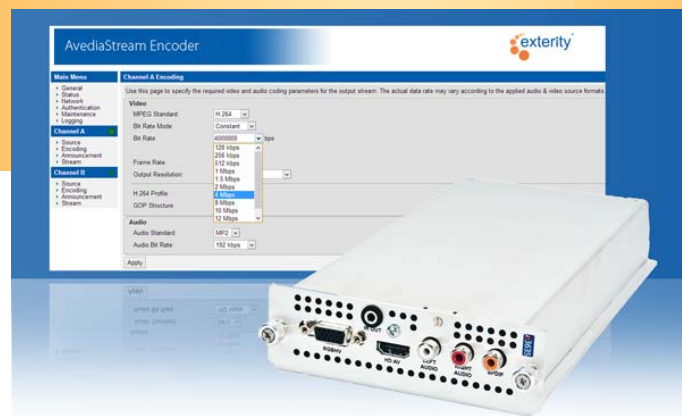 AvediaStream Encoder
exterity
Main Menu
General
Status
Network
Authentication
Maintenance
Logging
Channel A
Source
Encoding
Announcement
Stream
Channel B
Source
Encoding
Announcement
Stream
Channel A Encoding
Use this page to specify the required video and audio coding parameters for the output stream. The actual data rate may vary according to the applied audio & video source formats.
Video
MPEG Standard H.264
Bit Rate Mode Constant
Bit Rate 4000000 bps
128 kbps
256 kbps
512 kbps
1 Mbps
1.5 Mbps
2 Mbps
4 Mbps
8 Mbps
10 Mbps
12 Mbps
Frame Rate
Output Resolution
H.264 Profile
GOP Structure
Audio
Audio Standard MP2
Audio Bit Rate 192 kbps
Apply
IR OUT
RGBHV
HD AV
LEFT AUDIO
RIGHT AUDIO
SPDIF